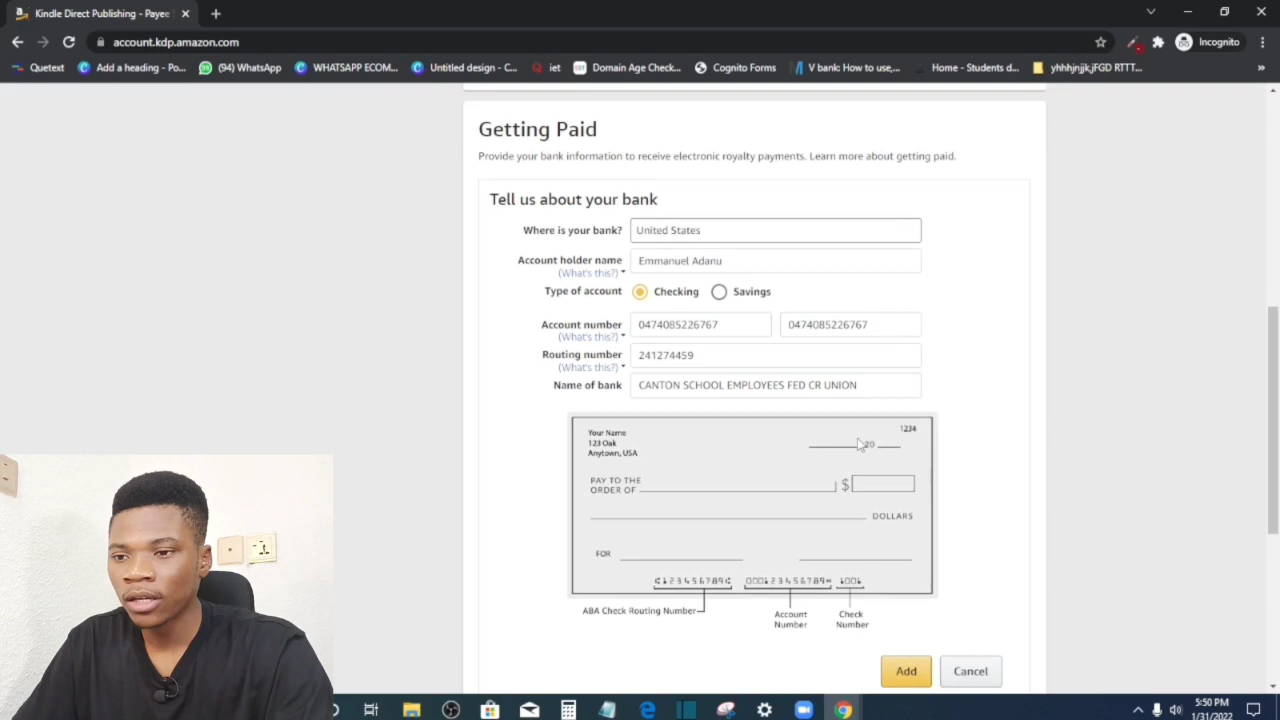 Kindle Direct Publishing - Payee
account.kdp.amazon.com
Incognito
Quetext
Add a heading - Po...
(94) WhatsApp
WHATSAPP ECOM...
Untitled design - C...
iet
Domain Age Check...
Cognito Forms
V bank: How to use,...
Home - Students d...
yhhhjnjik,jFGD RTTT...
»
Getting Paid
Provide your bank information to receive electronic royalty payments. Learn more about getting paid.
Tell us about your bank
Where is your bank? United States
Account holder name Emmanuel Adanu
(What's this?)
Type of account Checking Savings
Account number 0474085226767 0474085226767
(What's this?)
Routing number 241274459
(What's this?)
Name of bank CANTON SCHOOL EMPLOYEES FED CR UNION
Your Name 1234
123 Oak 20
Anytown, USA
PAY TO THE
ORDER OF $
DOLLARS
FOR
ABA Check Routing Number
Account
Number
Check
Number
Add Cancel
5:50 PM
1/31/2022